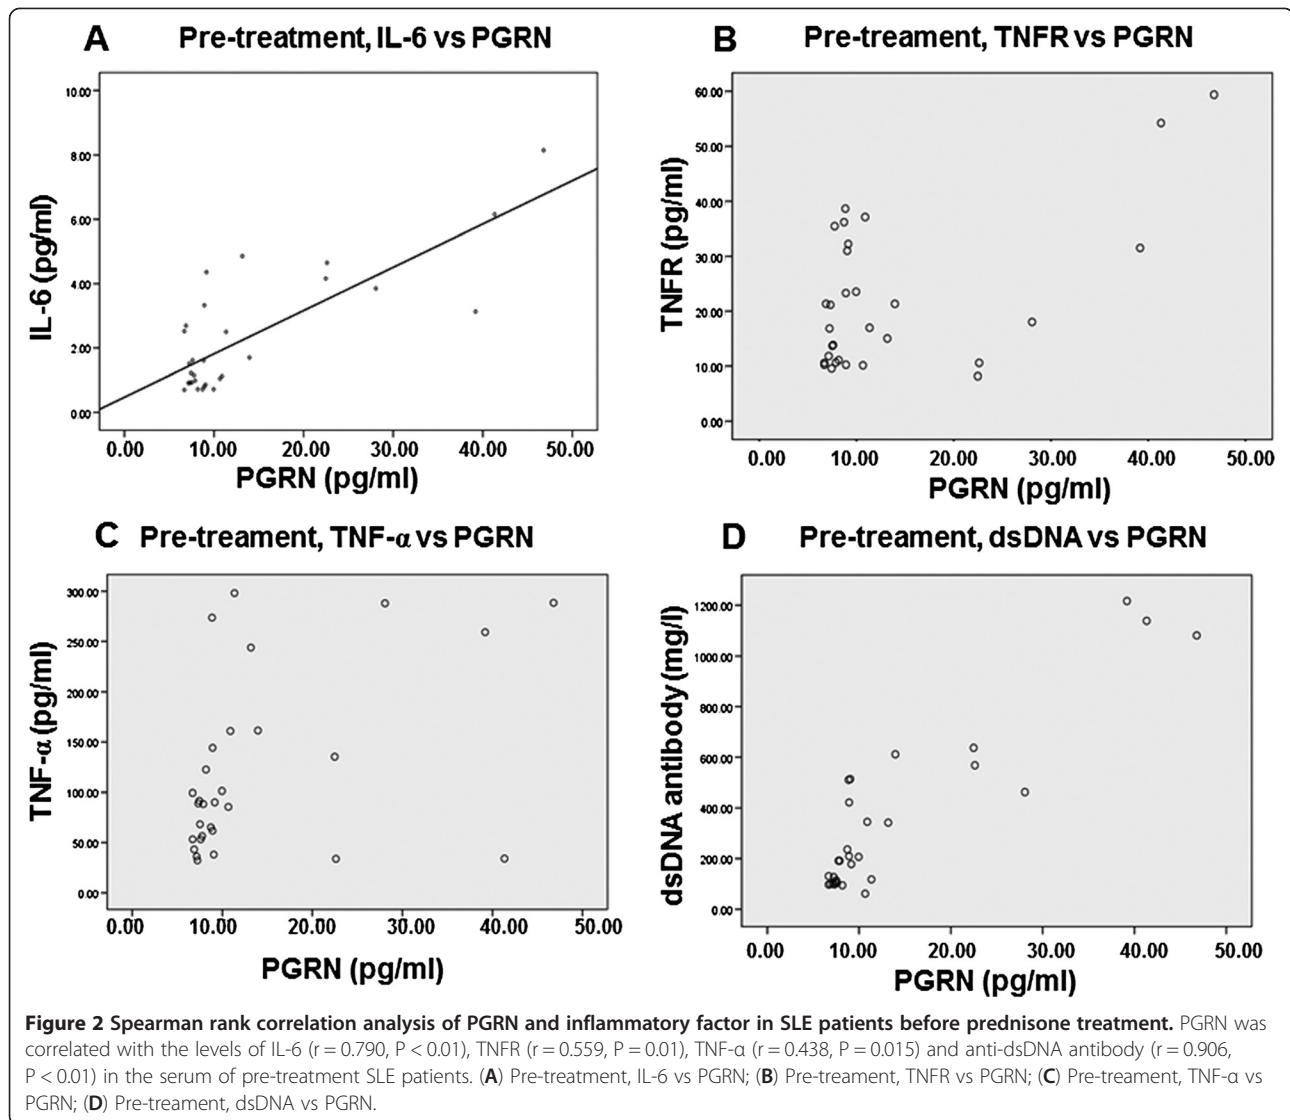 A Pre-treatment, IL-6 vs PGRN
10.00
8.00
6.00
4.00
2.00
0.00
IL-6 (pg/ml)
0.00 10.00 20.00 30.00 40.00 50.00
PGRN (pg/ml)
B Pre-treament, TNFR vs PGRN
60.00
50.00
40.00
30.00
20.00
10.00
0.00
TNFR (pg/ml)
0.00 10.00 20.00 30.00 40.00 50.00
PGRN (pg/ml)
C Pre-treament, TNF-α vs PGRN
300.00
250.00
200.00
150.00
100.00
50.00
0.00
TNF-α (pg/ml)
0.00 10.00 20.00 30.00 40.00 50.00
PGRN (pg/ml)
D Pre-treament, dsDNA vs PGRN
1200.00
1000.00
800.00
600.00
400.00
200.00
0.00
dsDNA antibody (mg/l)
0.00 10.00 20.00 30.00 40.00 50.00
PGRN (pg/ml)
Figure 2 Spearman rank correlation analysis of PGRN and inflammatory factor in SLE patients before prednisone treatment. PGRN was
correlated with the levels of IL-6 (r = 0.790, P < 0.01), TNFR (r = 0.559, P = 0.01), TNF-α (r = 0.438, P = 0.015) and anti-dsDNA antibody (r = 0.906,
P < 0.01) in the serum of pre-treatment SLE patients. (A) Pre-treatment, IL-6 vs PGRN; (B) Pre-treament, TNFR vs PGRN; (C) Pre-treament, TNF-α vs
PGRN; (D) Pre-treament, dsDNA vs PGRN.